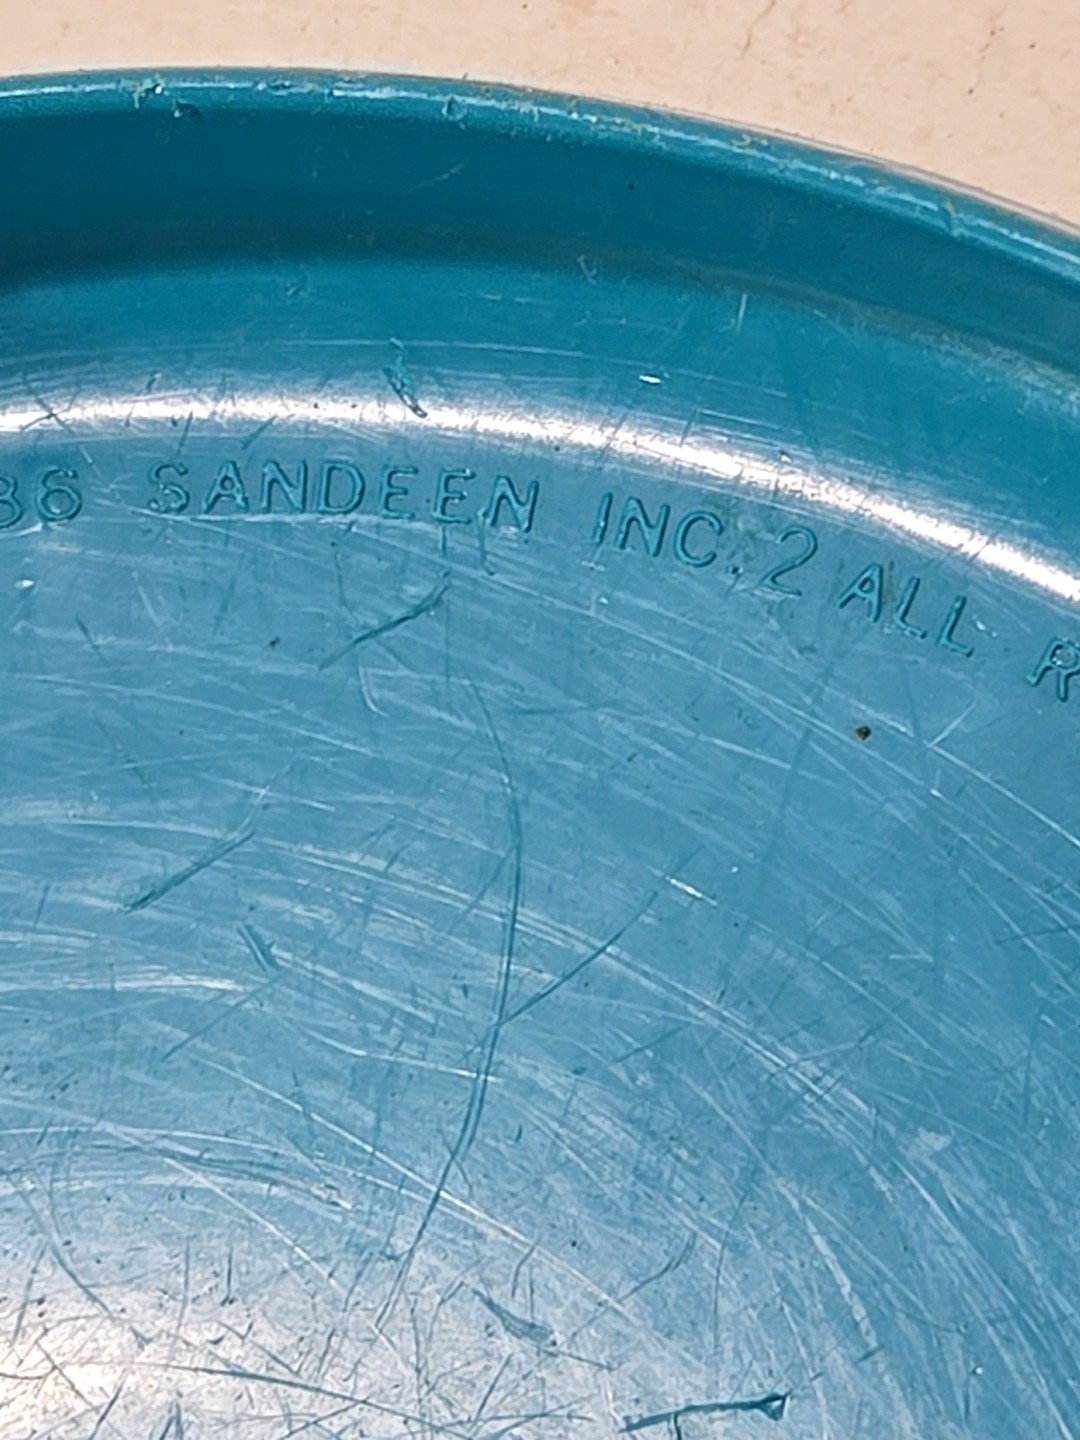 86 SANDEEN INC. 2 ALL R